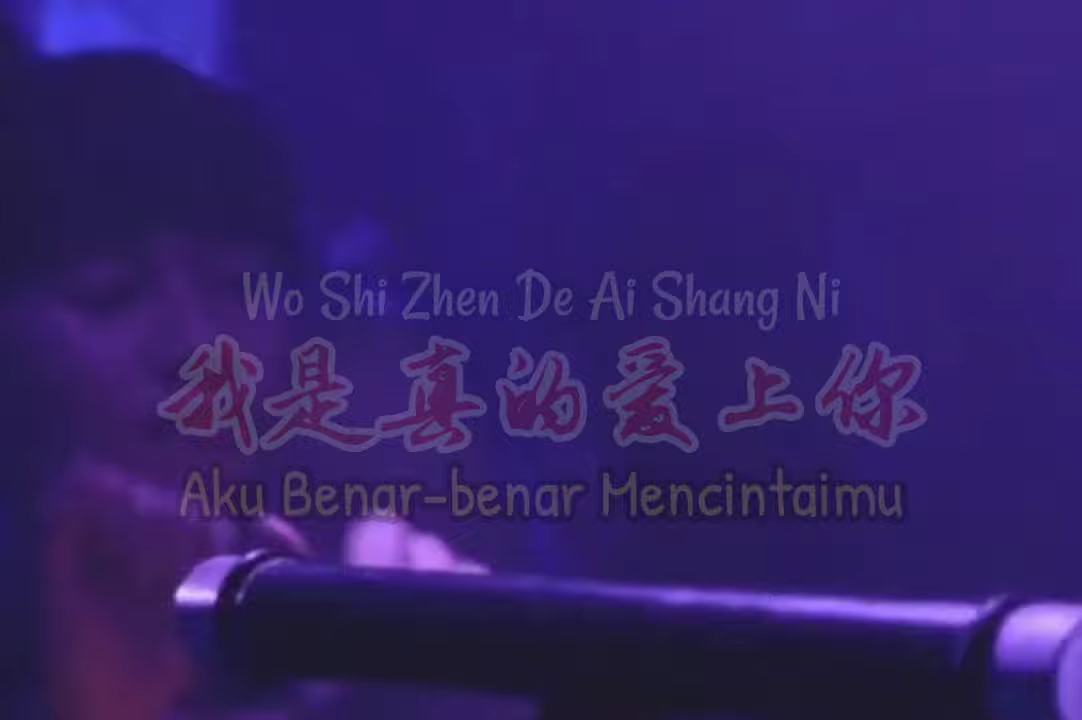 Wo Shi Zhen De Ai Shang Ni
我是真的爱上你
Aku Benar-benar Mencintaimu